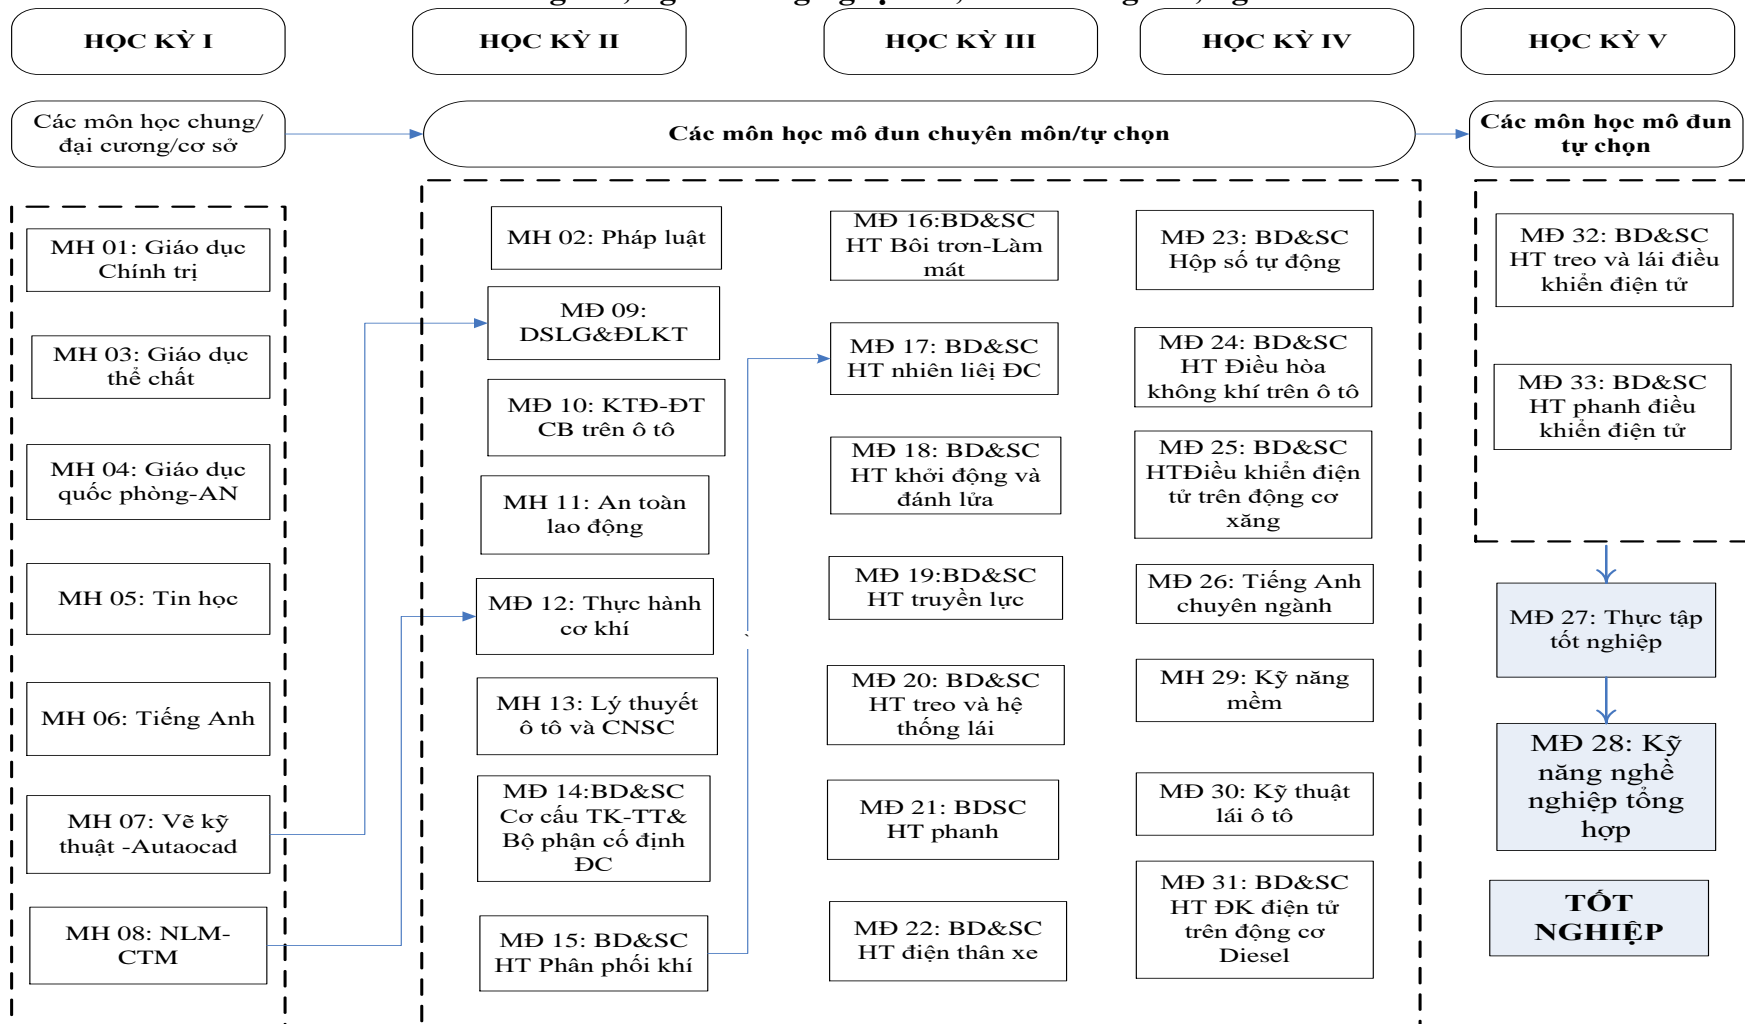 HỌC KỲ I
HỌC KỲ II
HỌC KỲ III
HỌC KỲ IV
HỌC KỲ V
Các môn học chung/
đại cương/cơ sở
Các môn học mô đun chuyên môn/tự chọn
Các môn học mô đun
tự chọn
MH 01: Giáo dục
Chính trị
MH 03: Giáo dục
thể chất
MH 04: Giáo dục
quốc phòng-AN
MH 05: Tin học
MH 06: Tiếng Anh
MH 07: Vẽ kỹ
thuật -Autaocad
MH 08: NLM-
CTM
MH 02: Pháp luật
MĐ 09:
DSLG&ĐLKT
MĐ 10: KTĐ-ĐT
CB trên ô tô
MH 11: An toàn
lao động
MĐ 12: Thực hành
cơ khí
MH 13: Lý thuyết
ô tô và CNSC
MĐ 14:BD&SC
Cơ cấu TK-TT&
Bộ phận cố định
ĐC
MĐ 15: BD&SC
HT Phân phối khí
MĐ 16:BD&SC
HT Bôi trơn-Làm
mát
MĐ 17: BD&SC
HT nhiên liêị ĐC
MĐ 18: BD&SC
HT khởi động và
đánh lửa
MĐ 19:BD&SC
HT truyền lực
MĐ 20: BD&SC
HT treo và hệ
thống lái
MĐ 21: BDSC
HT phanh
MĐ 22: BD&SC
HT điện thân xe
MĐ 23: BD&SC
Hộp số tự động
MĐ 24: BD&SC
HT Điều hòa
không khí trên ô tô
MĐ 25: BD&SC
HTĐiều khiển điện
tử trên động cơ
xăng
MĐ 26: Tiếng Anh
chuyên ngành
MH 29: Kỹ năng
mềm
MĐ 30: Kỹ thuật
lái ô tô
MĐ 31: BD&SC
HT ĐK điện tử
trên động cơ
Diesel
MĐ 32: BD&SC
HT treo và lái điều
khiển điện tử
MĐ 33: BD&SC
HT phanh điều
khiển điện tử
MĐ 27: Thực tập
tốt nghiệp
MĐ 28: Kỹ
năng nghề
nghiệp tổng
hợp
TỐT
NGHIỆP